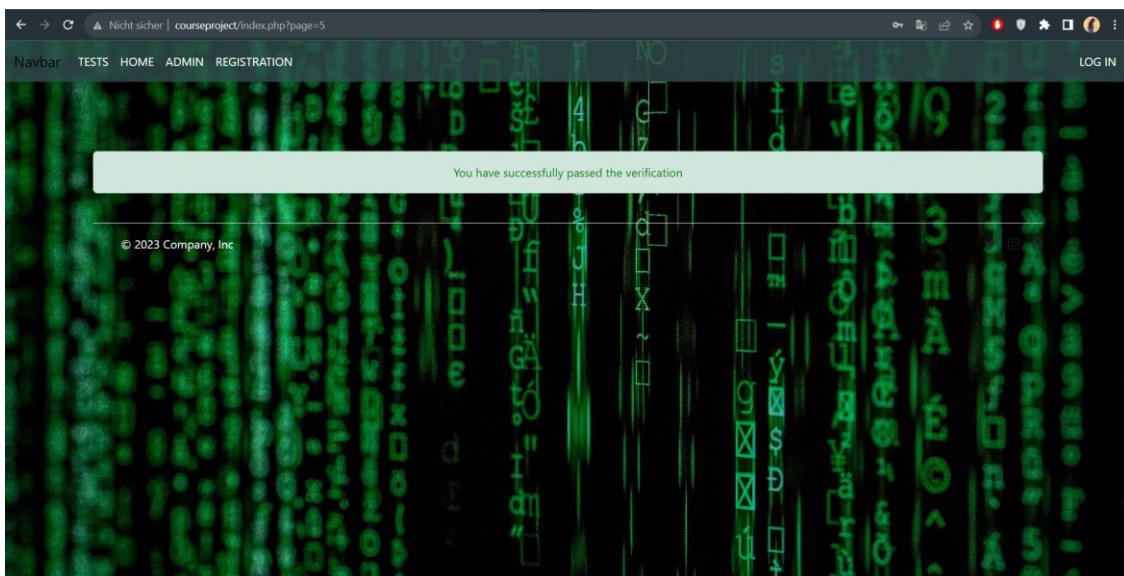 Nicht sicher | courseproject/index.php?page=5
Navbar TESTS HOME ADMIN REGISTRATION LOG IN
You have successfully passed the verification
© 2023 Company, Inc